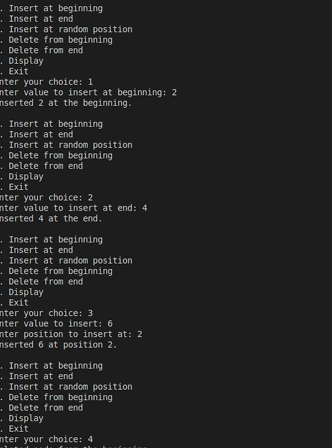 . Insert at beginning
. Insert at end
. Insert at random position
. Delete from beginning
. Delete from end
. Display
. Exit
nter your choice: 1
nter value to insert at beginning: 2
nserted 2 at the beginning.
. Insert at beginning
. Insert at end
. Insert at random position
. Delete from beginning
. Delete from end
. Display
. Exit
nter your choice: 2
nter value to insert at end: 4
nserted 4 at the end.
. Insert at beginning
. Insert at end
. Insert at random position
. Delete from beginning
. Delete from end
. Display
. Exit
nter your choice: 3
nter value to insert: 6
nter position to insert at: 2
nserted 6 at position 2.
. Insert at beginning
. Insert at end
. Insert at random position
. Delete from beginning
. Delete from end
. Display
. Exit
nter your choice: 4